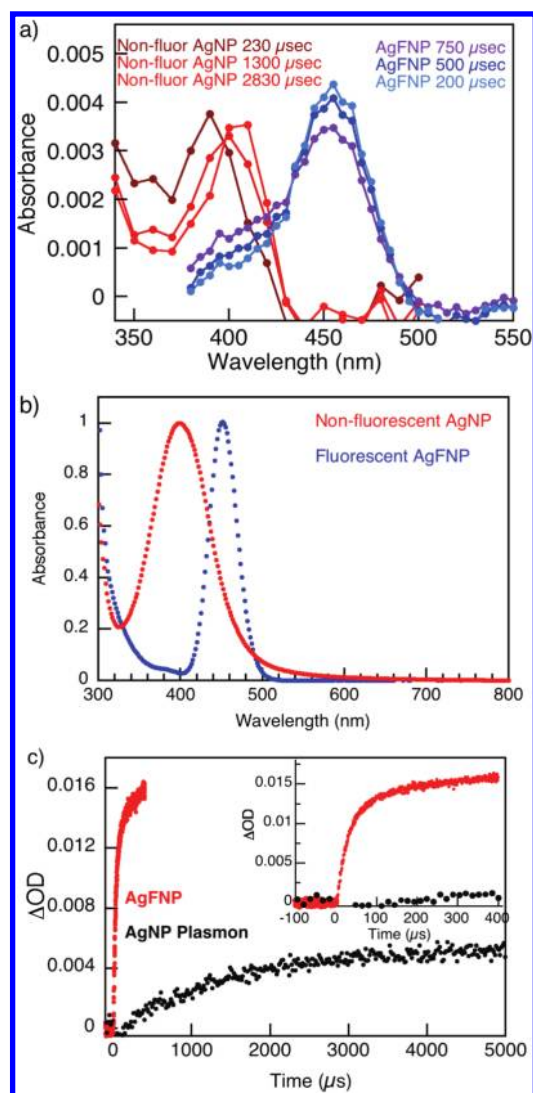 a)
Non-fluor AgNP 230 μsec
Non-fluor AgNP 1300 μsec
Non-fluor AgNP 2830 μsec
AgFNP 750 μsec
AgFNP 500 μsec
AgFNP 200 μsec
0.005
0.004
0.003
0.002
0.001
0
Absorbance
350
400
450
500
550
Wavelength (nm)
b)
Non-fluorescent AgNP
Fluorescent AgFNP
1
0.8
0.6
0.4
0.2
0
Absorbance
300
400
500
600
700
800
Wavelength (nm)
c)
0.016
0.012
0.008
0.004
0
ΔOD
AgFNP
AgNP Plasmon
0
1000
2000
3000
4000
5000
Time (μs)
0.015
0.01
0.005
0
ΔOD
-100
0
100
200
300
400
Time (μs)